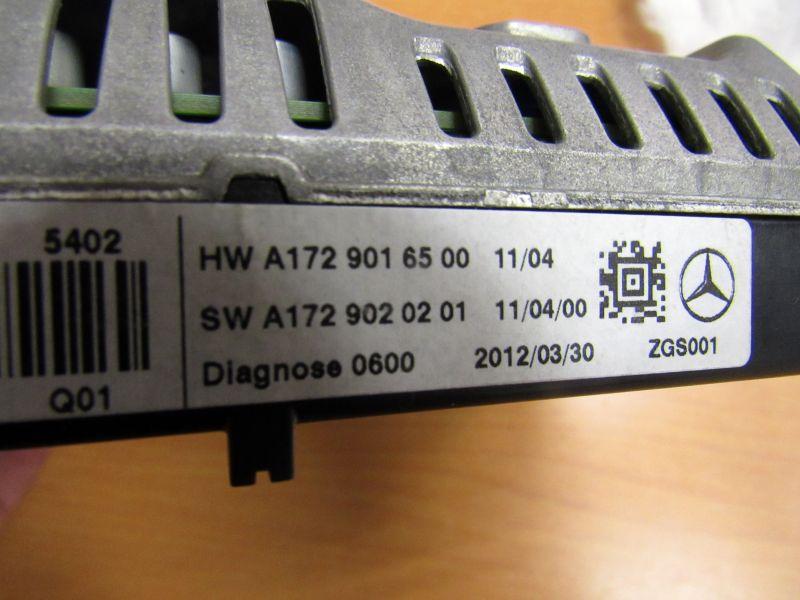 5402
Q01
HW A172 901 65 00 11/04
SW A172 902 02 01 11/04/00
Diagnose 0600 2012/03/30 ZGS001